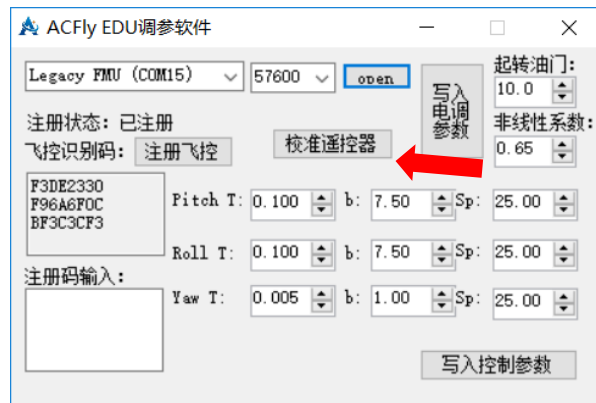 ACFly EDU调参软件
Legacy FMU (COM15) 57600 open
写入电调参数
起转油门:
10.0
注册状态: 已注册
非线性系数:
0.65
飞控识别码: 注册飞控 校准遥控器
F3DE2330
F96A6F0C
BF3C3CF3
Pitch T: 0.100 b: 7.50 Sp: 25.00
Roll T: 0.100 b: 7.50 Sp: 25.00
注册码输入:
Yaw T: 0.005 b: 1.00 Sp: 25.00
写入控制参数